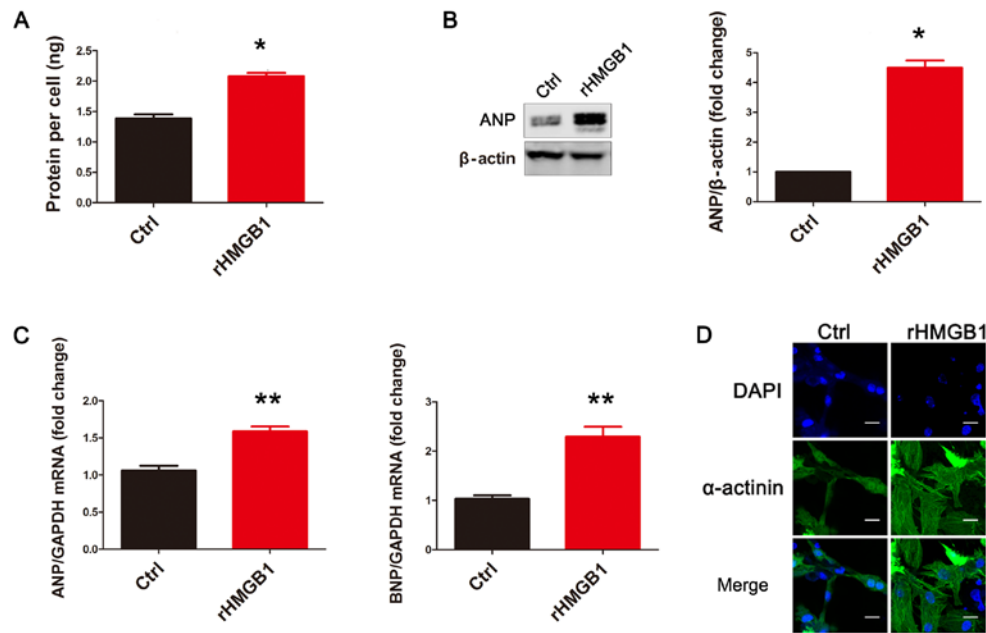 A
Protein per cell (ng)
2.5
2.0
1.5
1.0
0.5
0.0
*
Ctrl
rHMGB1
B
Ctrl
rHMGB1
ANP
β-actin
ANP/β-actin (fold change)
5
4
3
2
1
0
*
Ctrl
rHMGB1
C
ANP/GAPDH mRNA (fold change)
2.0
1.5
1.0
0.5
0.0
**
Ctrl
rHMGB1
BNP/GAPDH mRNA (fold change)
3
2
1
0
**
Ctrl
rHMGB1
D
Ctrl
rHMGB1
DAPI
α-actinin
Merge